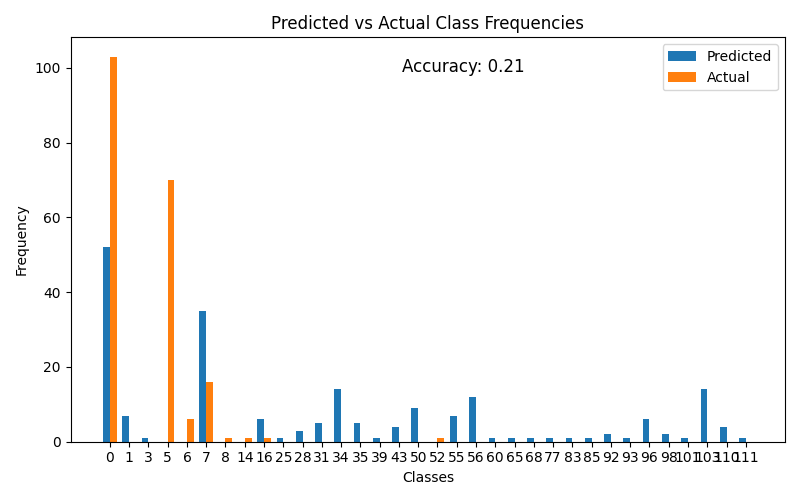 Predicted vs Actual Class Frequencies
Accuracy: 0.21
Predicted
Actual
Frequency
100
80
60
40
20
0
0 1 3 5 6 7 8 14 16 25 28 31 34 35 39 43 50 52 55 56 60 65 68 77 83 85 92 93 96 98 101 103 110 111
Classes